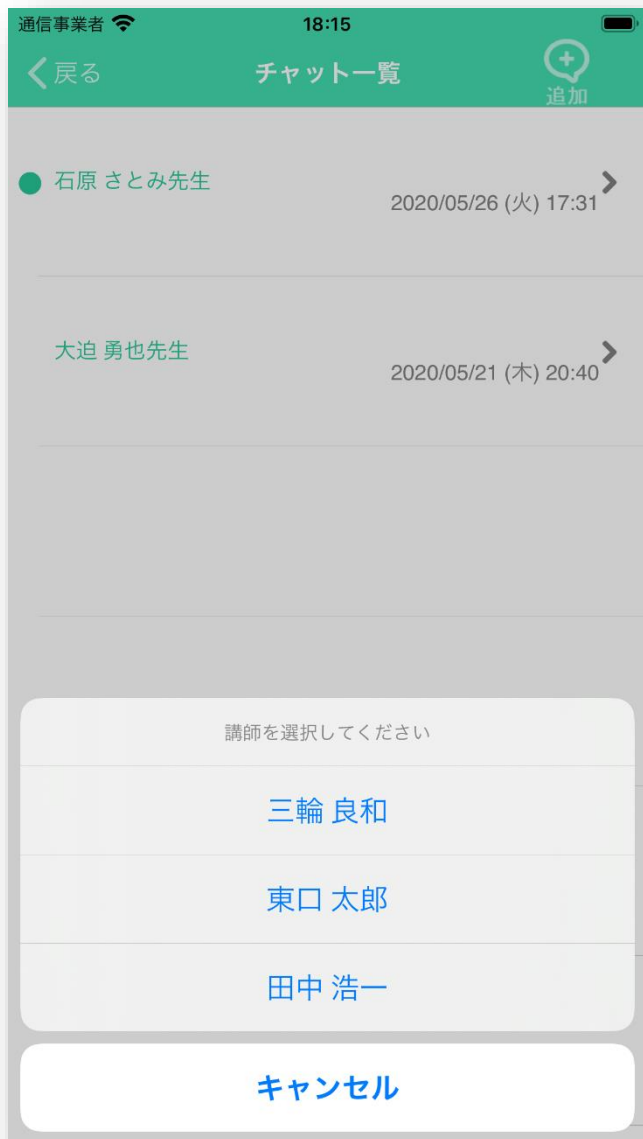 通信事業者 18:15
戻る チャット一覧 追加
石原 さとみ先生
2020/05/26 (火) 17:31
大迫 勇也先生
2020/05/21 (木) 20:40
講師を選択してください
三輪 良和
東口 太郎
田中 浩一
キャンセル